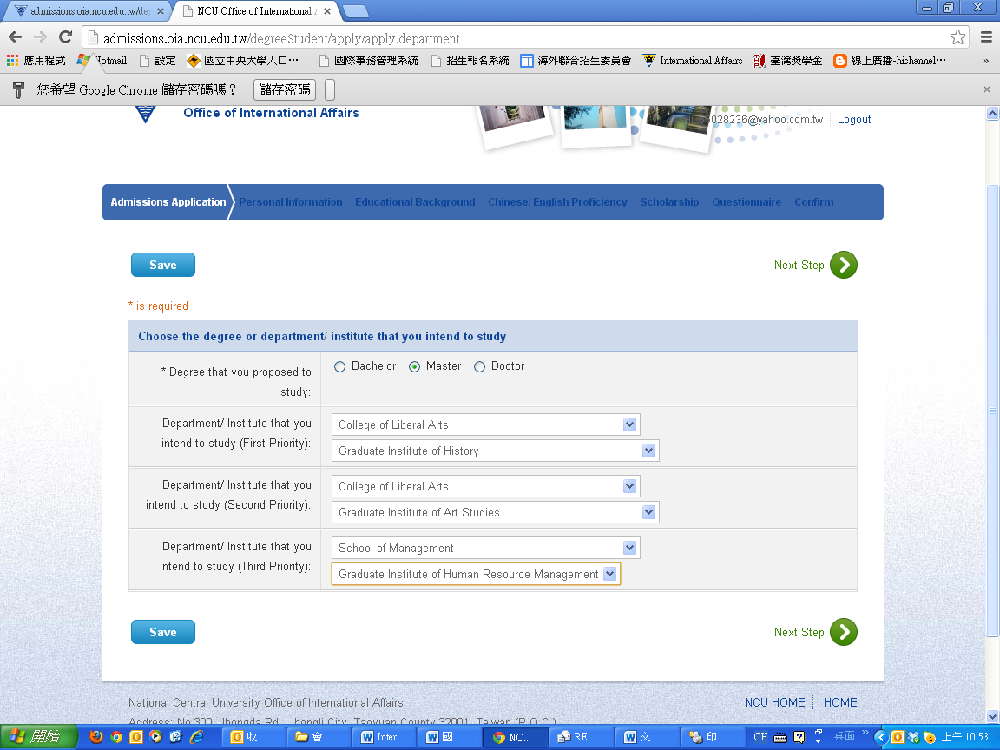 admissions.oia.ncu.edu.tw/de
NCU Office of International
admissions.oia.ncu.edu.tw/degreeStudent/apply/apply.department
應用程式 Hotmail 設定 國立中央大學入口… 國際事務管理系統 招生報名系統 海外聯合招生委員會 International Affairs 臺灣獎學金 線上廣播-hichannel… »
您希望 Google Chrome 儲存密碼嗎？ 儲存密碼
Office of International Affairs
028236@yahoo.com.tw Logout
Admissions Application Personal Information Educational Background Chinese/ English Proficiency Scholarship Questionnaire Confirm
Save Next Step
* is required
Choose the degree or department/ institute that you intend to study
* Degree that you proposed to
study:
Bachelor Master Doctor
Department/ Institute that you
intend to study (First Priority):
College of Liberal Arts
Graduate Institute of History
Department/ Institute that you
intend to study (Second Priority):
College of Liberal Arts
Graduate Institute of Art Studies
Department/ Institute that you
intend to study (Third Priority):
School of Management
Graduate Institute of Human Resource Management
Save Next Step
National Central University Office of International Affairs NCU HOME HOME
Address: No.300, Jhongda Rd., Jhongli City, Taoyuan County 32001, Taiwan (R.O.C.)
開始 收... 會... Inter... 國... NC... RE: ... 文... 印... CH 桌面 » 上午 10:53